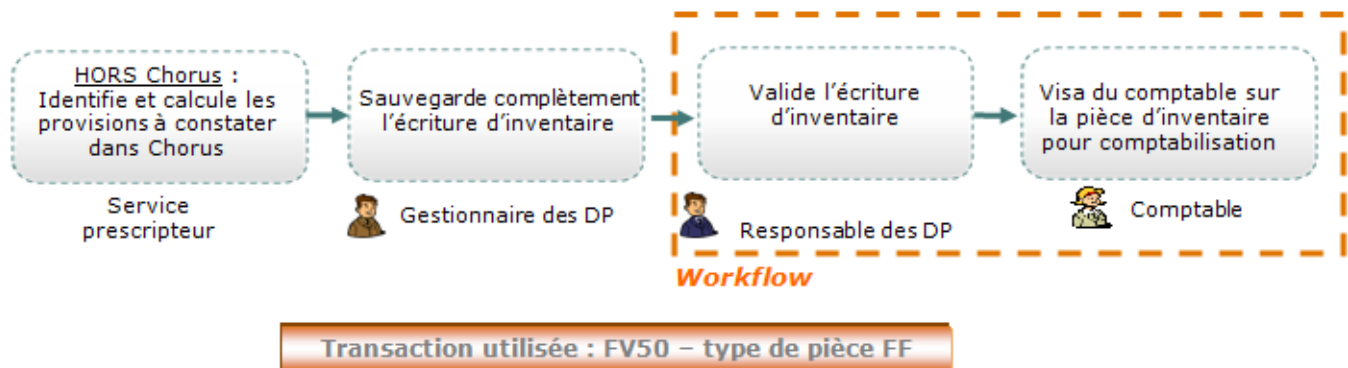 HORS Chorus :
Identifie et calcule les
provisions à constater
dans Chorus
Service
prescripteur
Sauvegarde complètement
l'écriture d'inventaire
Gestionnaire des DP
Valide l'écriture
d'inventaire
Responsable des DP
Visa du comptable sur
la pièce d'inventaire
pour comptabilisation
Comptable
Workflow
Transaction utilisée : FV50 – type de pièce FF